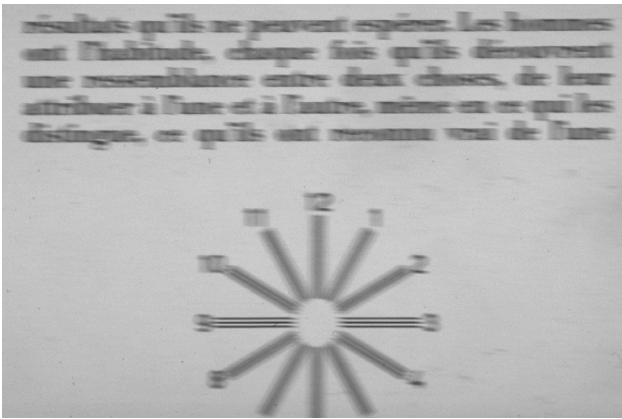 résultats qu'ils ne peuvent espérer. Les hommes
ont l'habitude, chaque fois qu'ils découvrent
une ressemblance entre deux choses, de leur
attribuer à l'une et à l'autre, même en ce qui les
distingue, ce qu'ils ont reconnu vrai de l'une
12
11 1
10 2
9 3
8 4